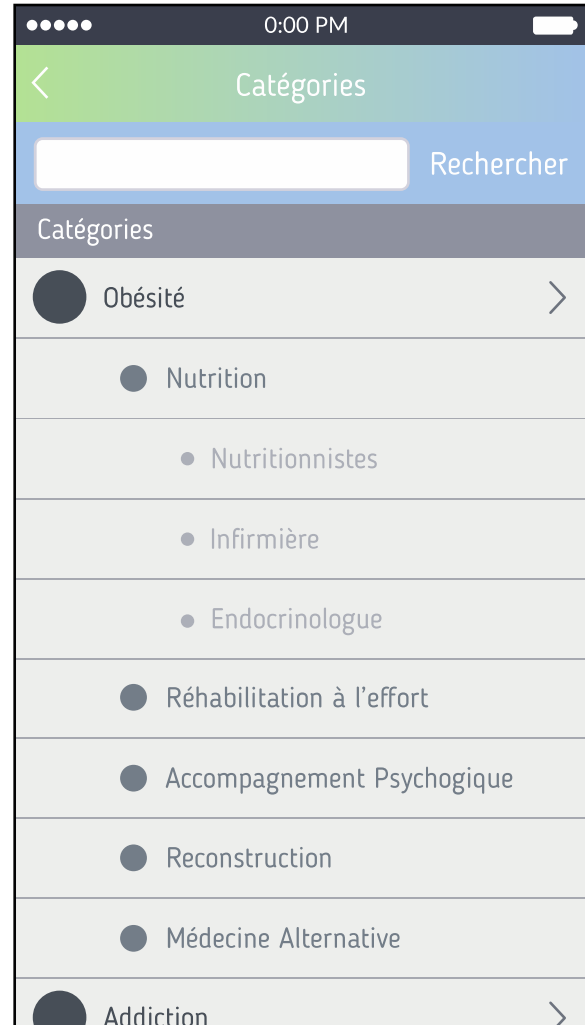 0:00 PM
Catégories
Rechercher
Catégories
Obésité
Nutrition
Nutritionnistes
Infirmière
Endocrinologue
Réhabilitation à l’effort
Accompagnement Psychogique
Reconstruction
Médecine Alternative
Addiction